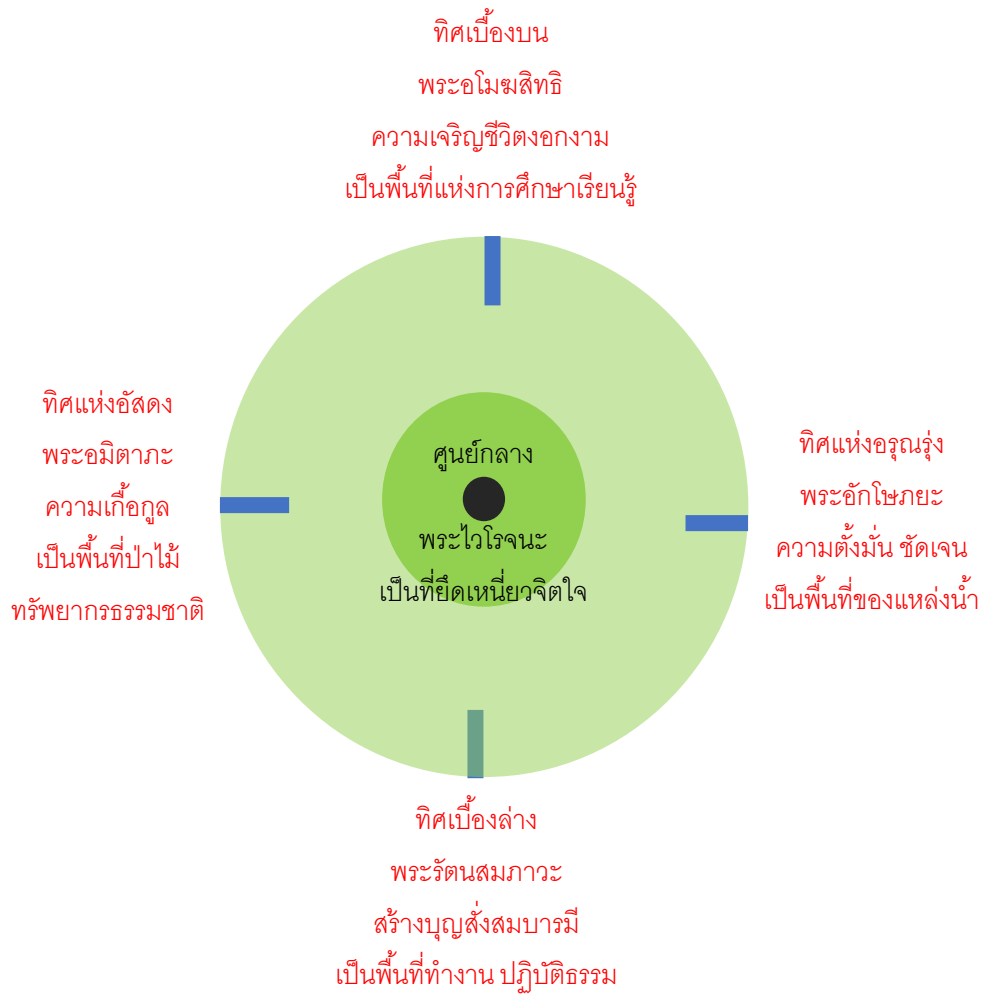 ทิศเบื้องบน
พระอโมฆสิทธิ
ความเจริญชีวิตงอกงาม
เป็นพื้นที่แห่งการศึกษาเรียนรู้
ทิศแห่งอัสดง
พระอมิตาภะ
ความเกื้อกูล
เป็นพื้นที่ป่าไม้
ทรัพยากรธรรมชาติ
ศูนย์กลาง
พระไวโรจนะ
เป็นที่ยึดเหนี่ยวจิตใจ
ทิศแห่งอรุณรุ่ง
พระอักโษภยะ
ความตั้งมั่น ชัดเจน
เป็นพื้นที่ของแหล่งน้ำ
ทิศเบื้องล่าง
พระรัตนสมภาวะ
สร้างบุญสั่งสมบารมี
เป็นพื้นที่ทำงาน ปฏิบัติธรรม